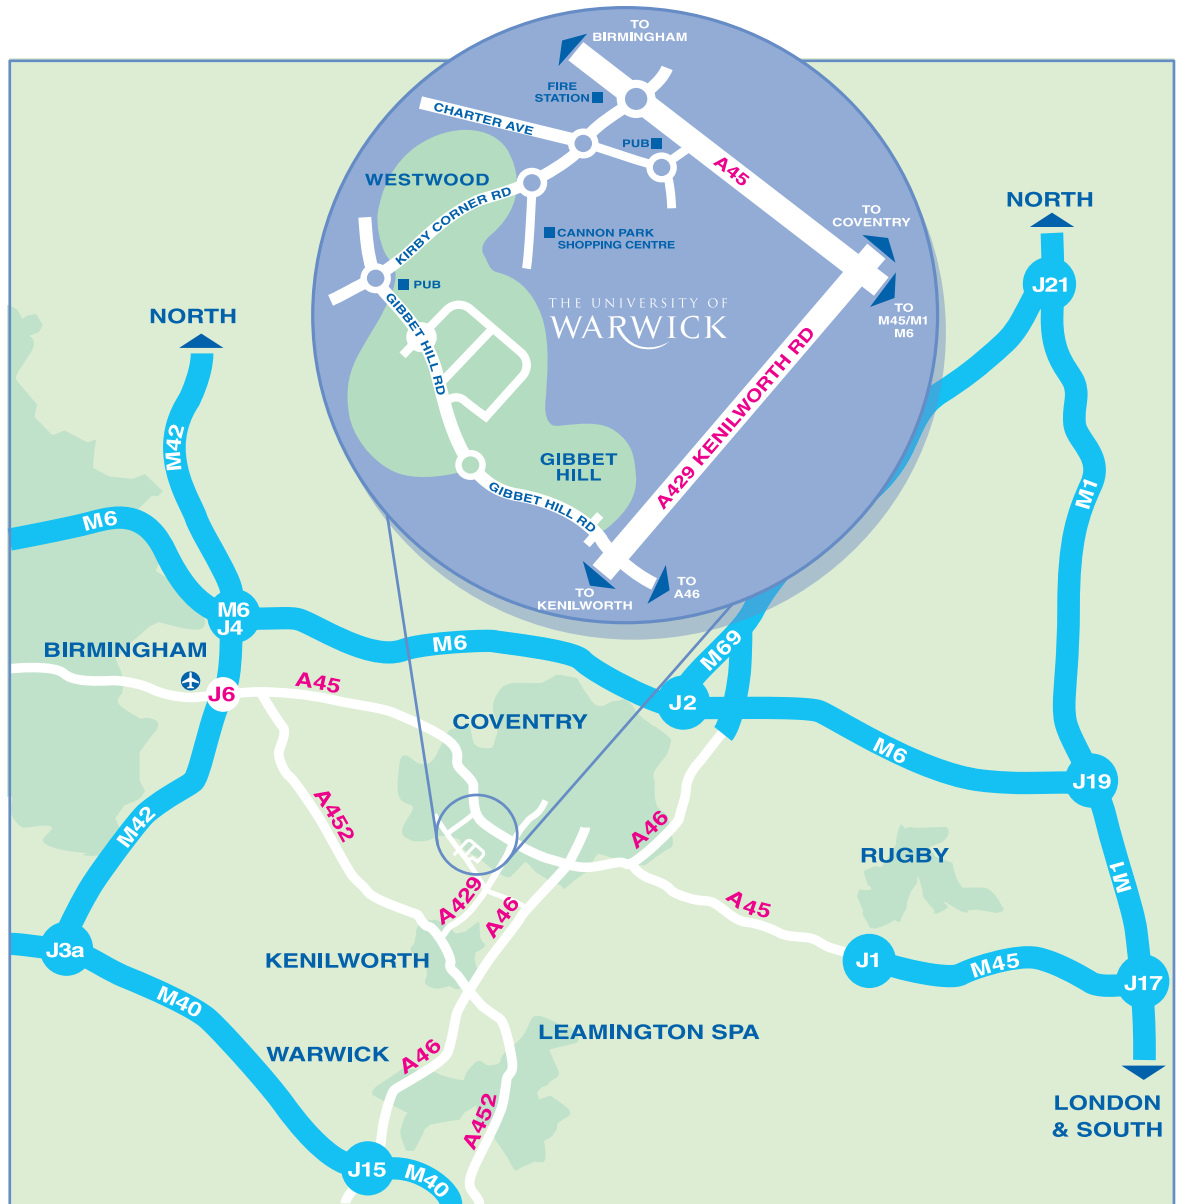 TO
BIRMINGHAM
FIRE
STATION
CHARTER AVE
PUB
A45
WESTWOOD
KIRBY CORNER RD
CANNON PARK
SHOPPING CENTRE
TO
COVENTRY
PUB
GIBBET HILL RD
THE UNIVERSITY OF
WARWICK
TO
M45/M1
M6
A429 KENILWORTH RD
GIBBET
HILL
GIBBET HILL RD
TO
KENILWORTH
TO
A46
NORTH
J21
NORTH
M42
M1
M6
M6
J4
M6
M69
BIRMINGHAM
J6
A45
J2
COVENTRY
M6
J19
M42
A452
A46
RUGBY
M1
A429
A46
A45
J3a
KENILWORTH
J1
M45
J17
M40
LEAMINGTON SPA
WARWICK
A46
A452
LONDON
& SOUTH
J15
M40